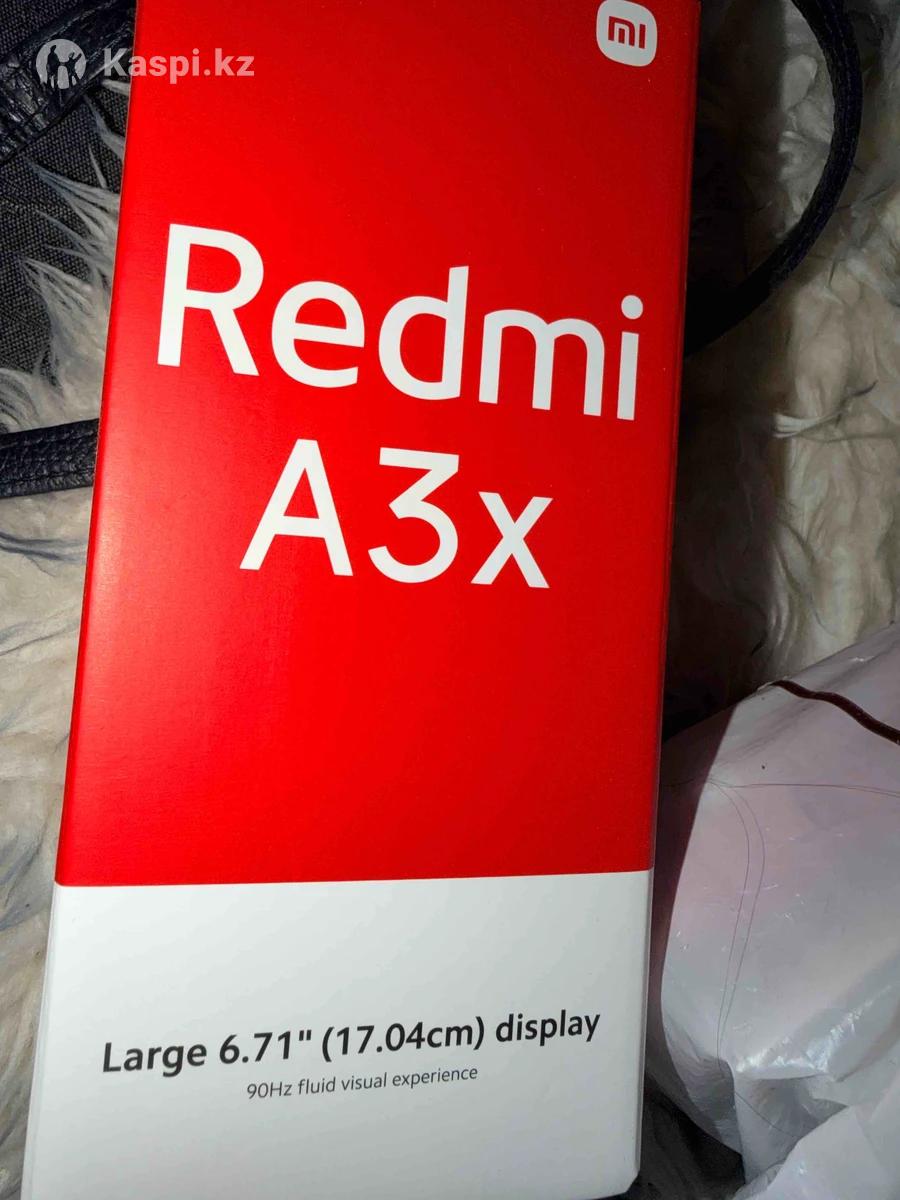 Kaspi.kz
mi
Redmi
A3x
Large 6.71" (17.04cm) display
90Hz fluid visual experience